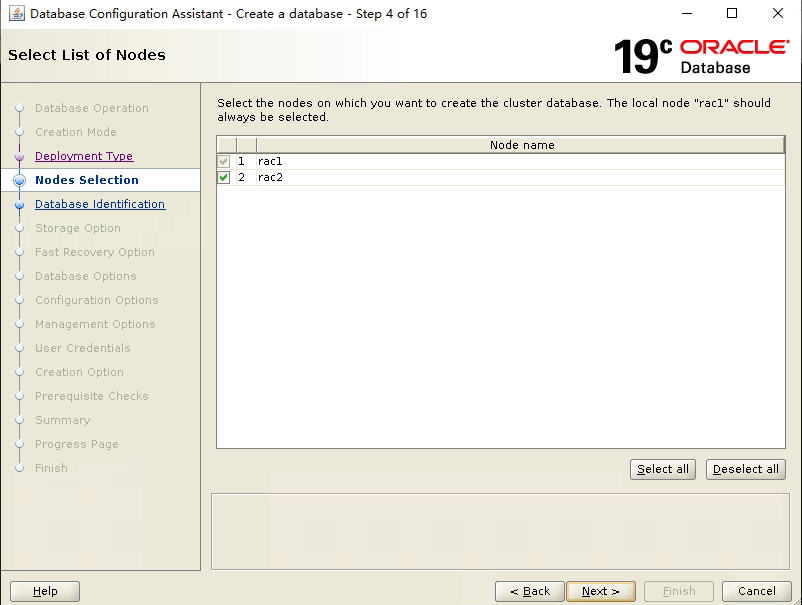 Database Configuration Assistant - Create a database - Step 4 of 16
Select List of Nodes
19c ORACLE
Database
Database Operation
Creation Mode
Deployment Type
Nodes Selection
Database Identification
Storage Option
Fast Recovery Option
Database Options
Configuration Options
Management Options
User Credentials
Creation Option
Prerequisite Checks
Summary
Progress Page
Finish
Select the nodes on which you want to create the cluster database. The local node "rac1" should
always be selected.
Node name
1 rac1
2 rac2
Select all Deselect all
Help < Back Next > Finish Cancel